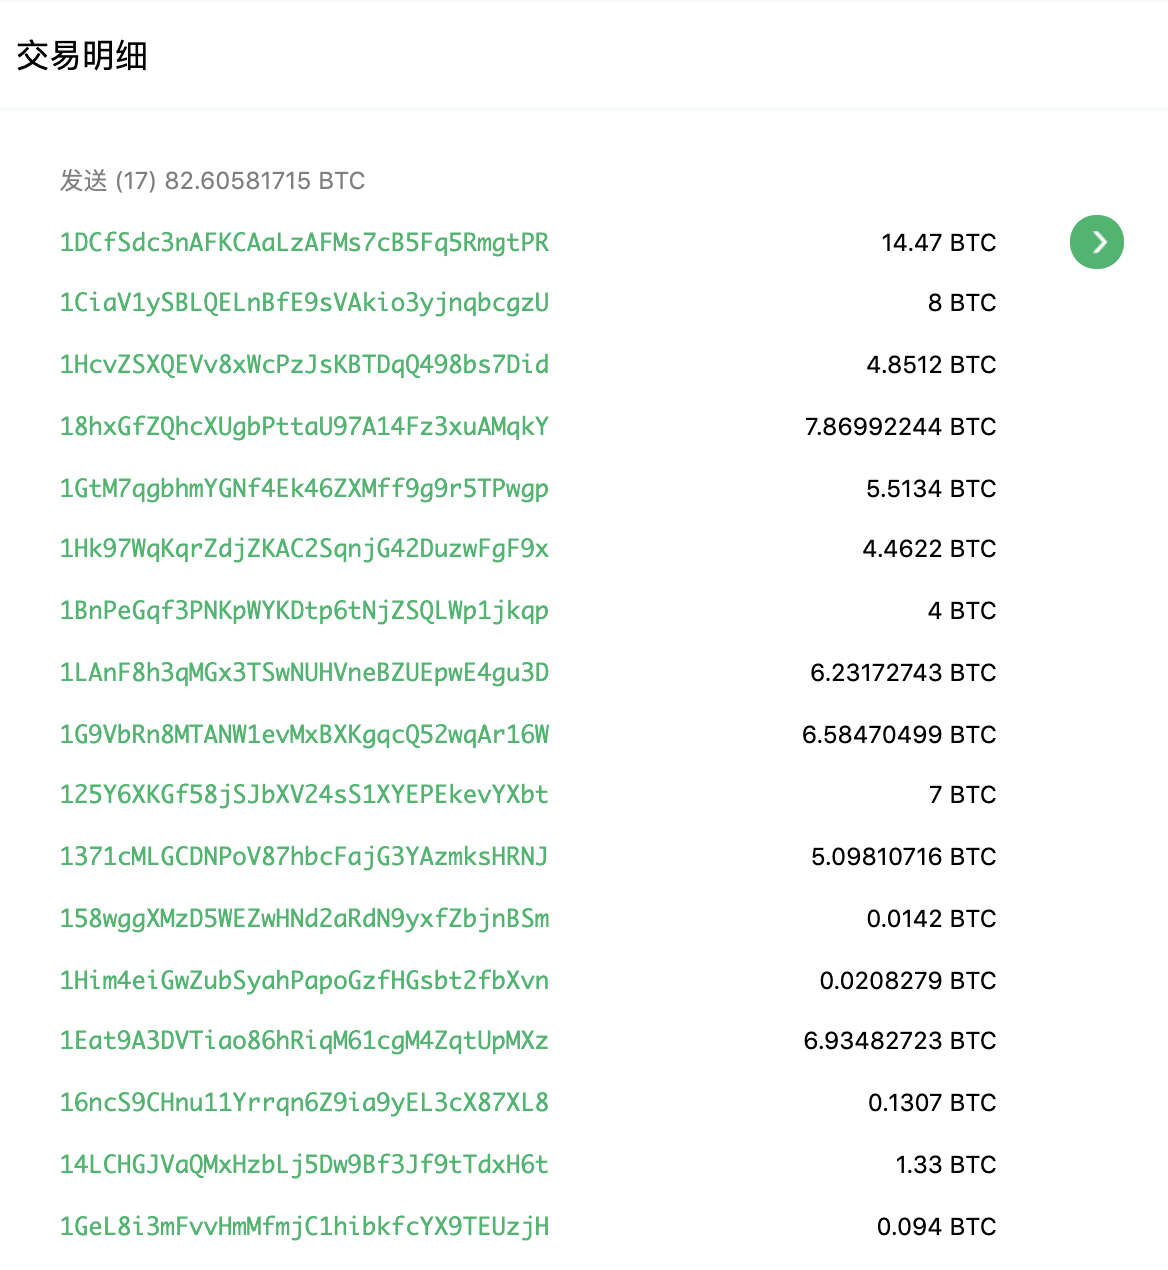 交易明细
发送 (17) 82.60581715 BTC
1DCfSdc3nAFKCAaLzAFMs7cB5Fq5RmgtPR 14.47 BTC
1CiaV1ySBLQELnBfE9sVAkio3yjnqbcgzU 8 BTC
1HcvZSXQEVv8xWcPzJsKBTDqQ498bs7Did 4.8512 BTC
18hxGfZQhcXUgbPttaU97A14Fz3xuAMqkY 7.86992244 BTC
1GtM7qgbhmYGNf4Ek46ZXMff9g9r5TPwgp 5.5134 BTC
1Hk97WqKqrZdjZKAC2SqnjG42DuzwFgF9x 4.4622 BTC
1BnPeGqf3PNKpWYKDtp6tNjZSQLWp1jkqp 4 BTC
1LAnF8h3qMGx3TSwNUHVneBZUEpwE4gu3D 6.23172743 BTC
1G9VbRn8MTANW1evMxBXKgqcQ52wqAr16W 6.58470499 BTC
125Y6XKGf58jSJbXV24sS1XYEPEkevYXbt 7 BTC
1371cMLGCDNPoV87hbcFajG3YAzmksHRNJ 5.09810716 BTC
158wggXMzD5WEZwHNd2aRdN9yxfZbjnBSm 0.0142 BTC
1Him4eiGwZubSyahPapoGzfHGsbt2fbXvn 0.0208279 BTC
1Eat9A3DVTiao86hRiqM61cgM4ZqtUpMXz 6.93482723 BTC
16ncS9CHnu11Yrrqn6Z9ia9yEL3cX87XL8 0.1307 BTC
14LCHGJVaQMxHzbLj5Dw9Bf3Jf9tTdxH6t 1.33 BTC
1GeL8i3mFvvHmMfmjC1hibkfcYX9TEUzjH 0.094 BTC